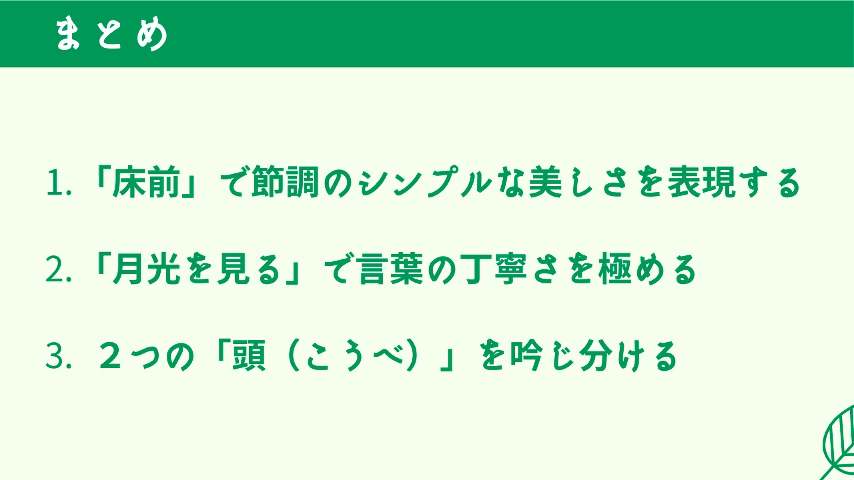 まとめ
1.「床前」で節調のシンプルな美しさを表現する
2.「月光を見る」で言葉の丁寧さを極める
3. ２つの「頭（こうべ）」を吟じ分ける